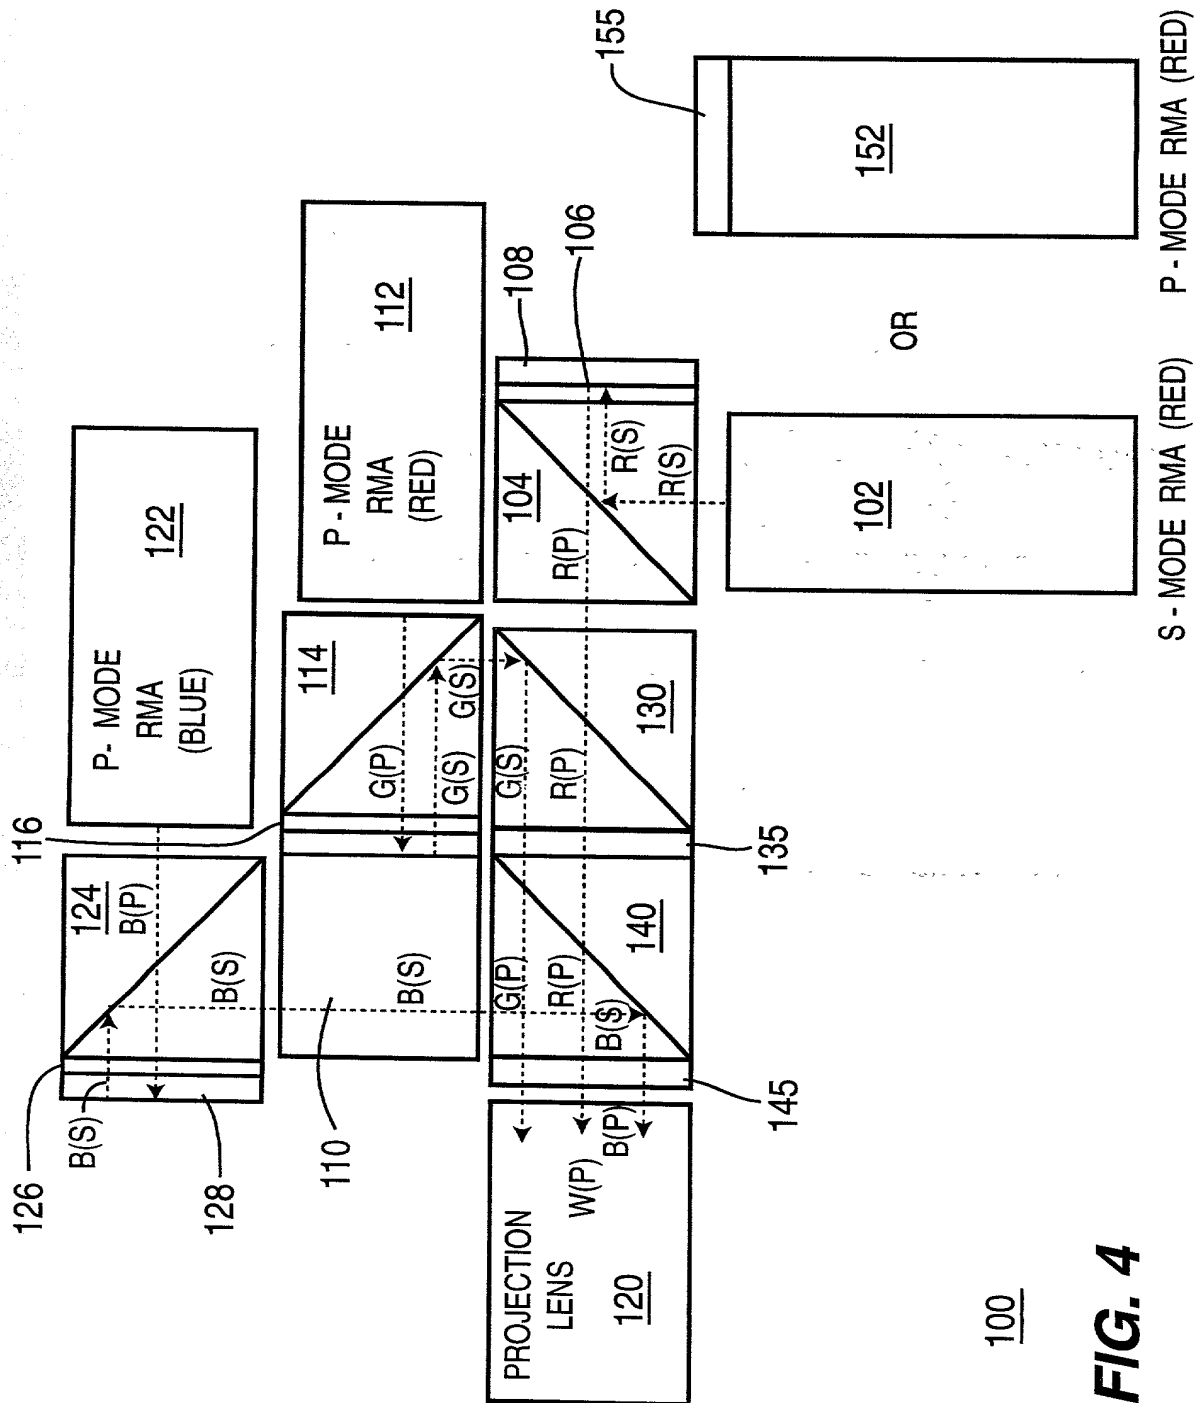 155
152
P - MODE RMA (RED)
OR
106
108
112
P - MODE
RMA
(RED)
104
R(S)
R(S)
R(P)
102
S - MODE RMA (RED)
122
P- MODE
RMA
(BLUE)
114
G(P)
G(S)
G(S)
130
G(S)
R(P)
116
135
124
B(P)
B(S)
B(S)
140
G(P)
R(P)
B(S)
126
B(S)
128
110
145
PROJECTION
LENS
W(P)
B(P)
120
100
FIG. 4